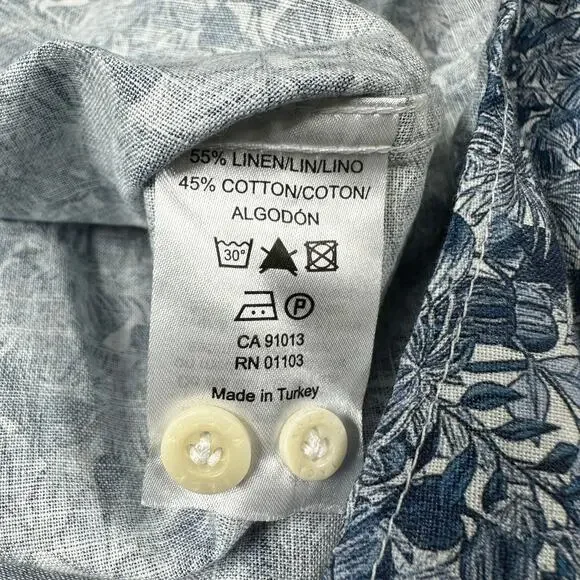 55% LINEN/LIN/LINO
45% COTTON/COTON/
ALGODÓN
30°
P
CA 91013
RN 01103
Made in Turkey